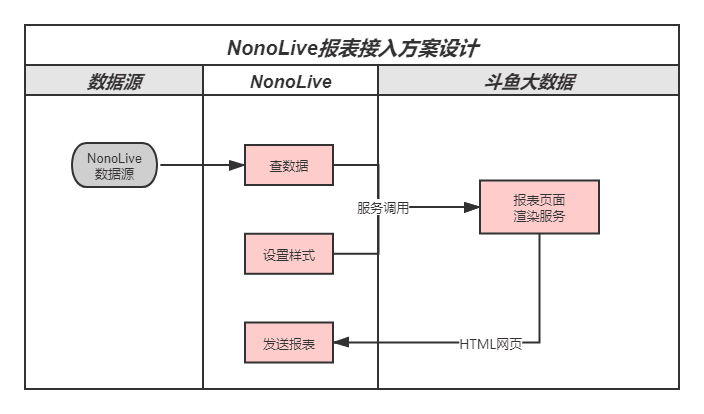 NonoLive报表接入方案设计
数据源
NonoLive
斗鱼大数据
NonoLive
数据源
查数据
服务调用
报表页面
渲染服务
设置样式
发送报表
HTML网页